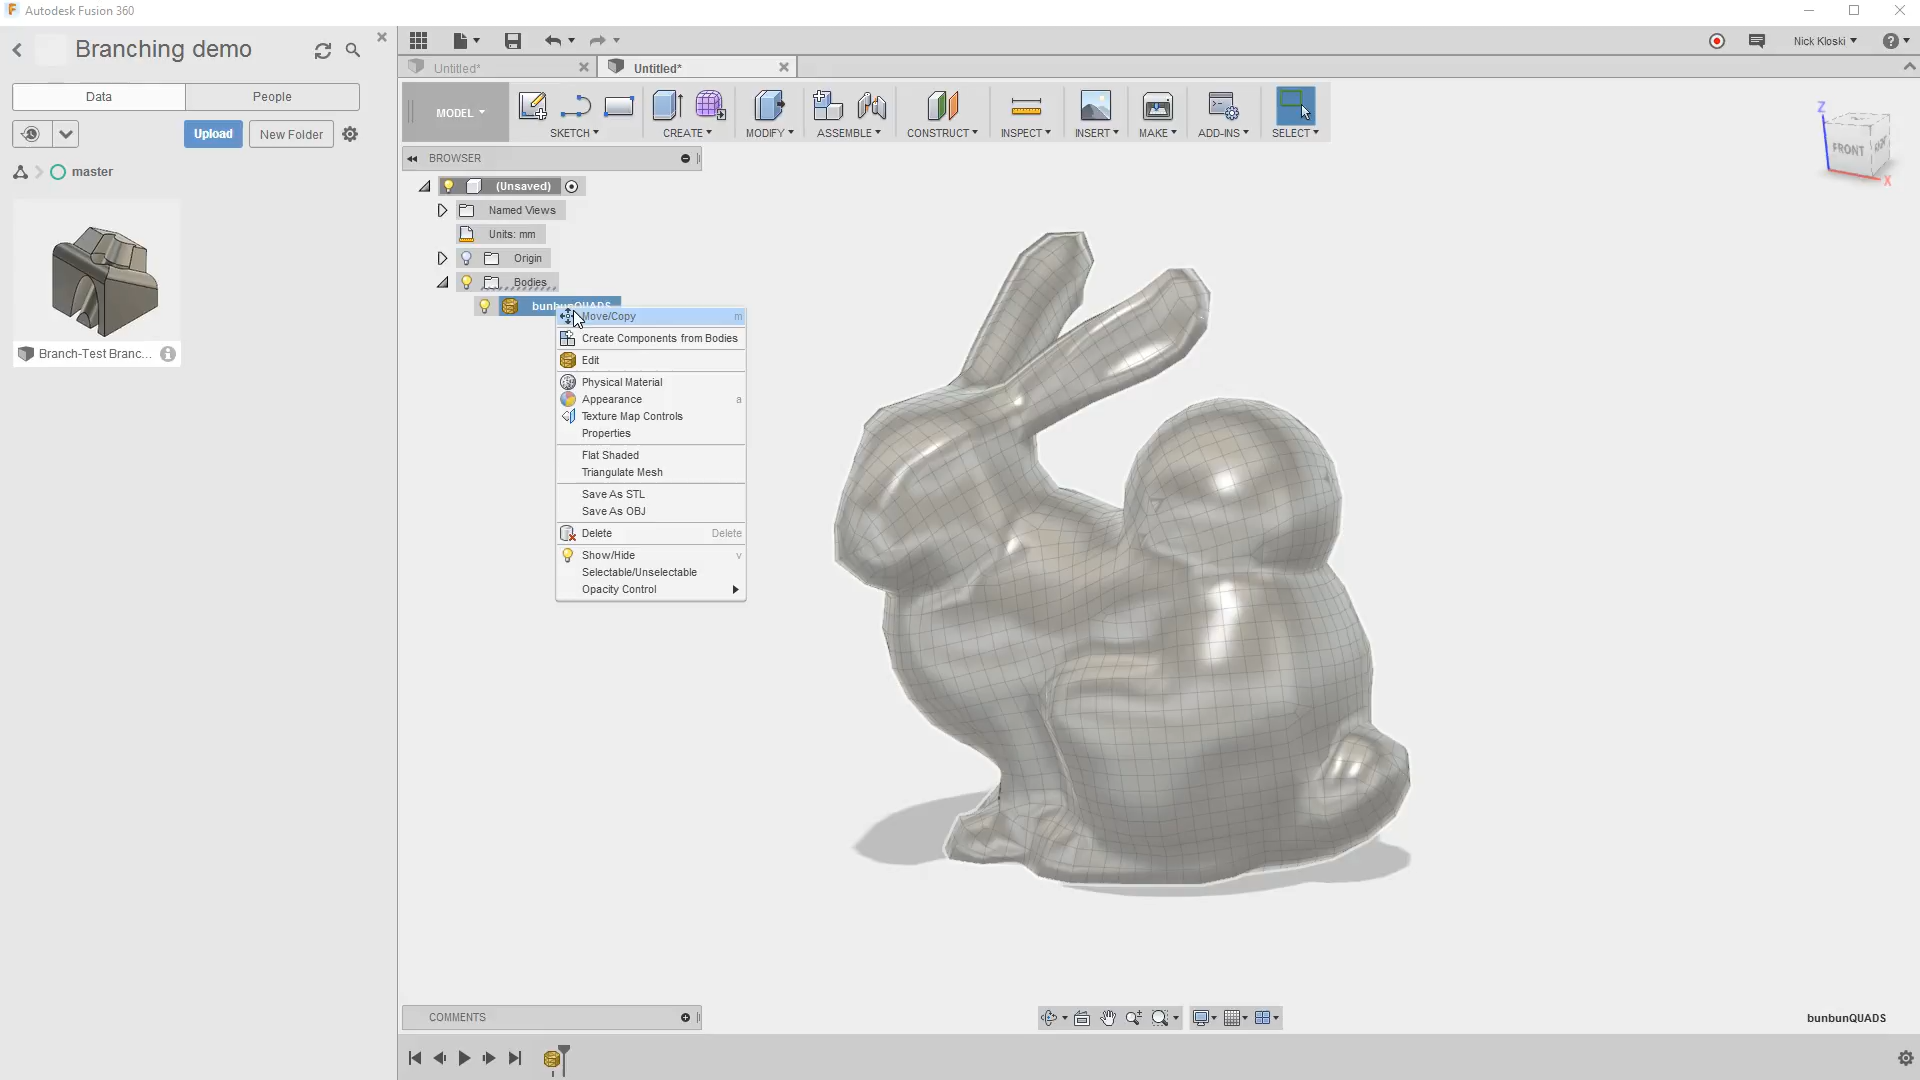 Autodesk Fusion 360
Branching demo
Data
People
Upload
New Folder
master
Branch-Test Branc...
Nick Kloski
Untitled*
Untitled*
MODEL
SKETCH
CREATE
MODIFY
ASSEMBLE
CONSTRUCT
INSPECT
INSERT
MAKE
ADD-INS
SELECT
BROWSER
(Unsaved)
Named Views
Units: mm
Origin
Bodies
bunbunQUADS
Move/Copy m
Create Components from Bodies
Edit
Physical Material
Appearance a
Texture Map Controls
Properties
Flat Shaded
Triangulate Mesh
Save As STL
Save As OBJ
Delete Delete
Show/Hide v
Selectable/Unselectable
Opacity Control
Z
FRONT
X
COMMENTS
bunbunQUADS